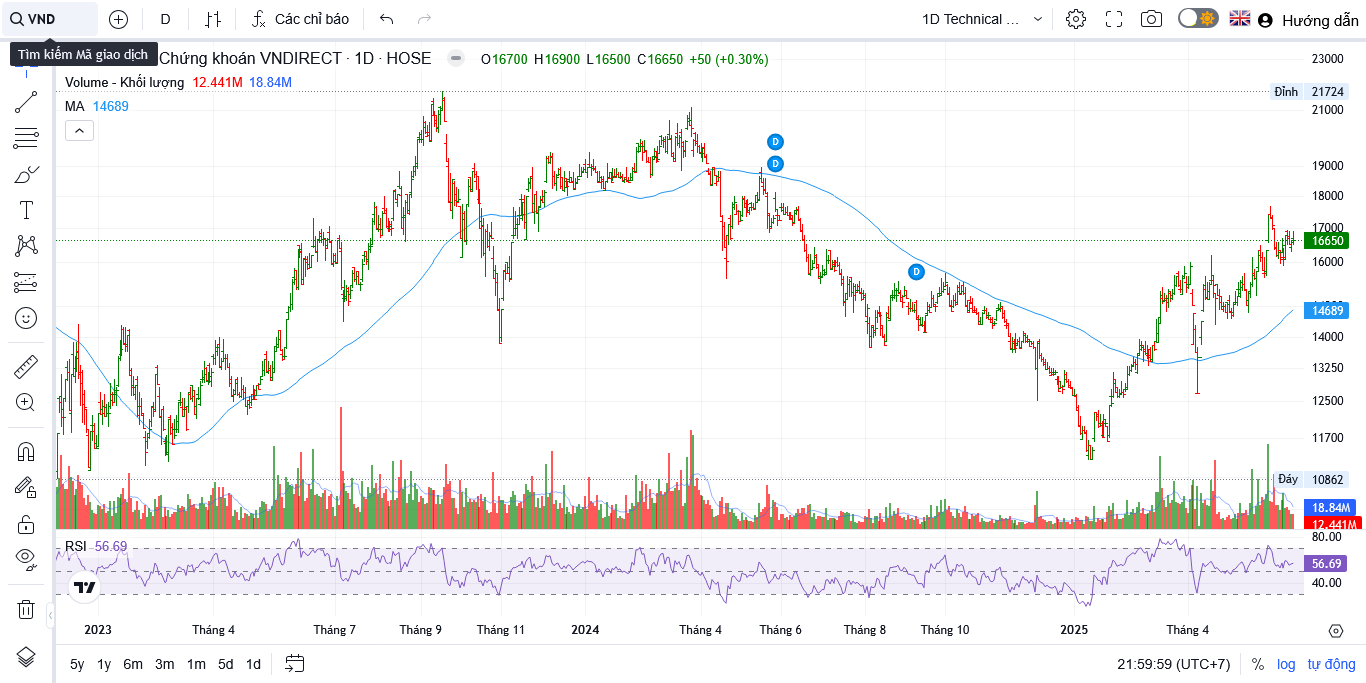 VND
D
Các chỉ báo
1D Technical ...
Hướng dẫn
Tìm kiếm Mã giao dịch
Chứng khoán VNDIRECT · 1D · HOSE
O16700 H16900 L16500 C16650 +50 (+0.30%)
Volume - Khối lượng 12.441M 18.84M
MA 14689
D
D
D
23000
Đỉnh 21724
21000
19000
18000
17000
16650
16000
14689
14000
13250
12500
11700
Đáy 10862
18.84M
12.441M
RSI 56.69
80.00
56.69
40.00
2023 Tháng 4 Tháng 7 Tháng 9 Tháng 11 2024 Tháng 4 Tháng 6 Tháng 8 Tháng 10 2025 Tháng 4
5y 1y 6m 3m 1m 5d 1d
21:59:59 (UTC+7) % log tự động